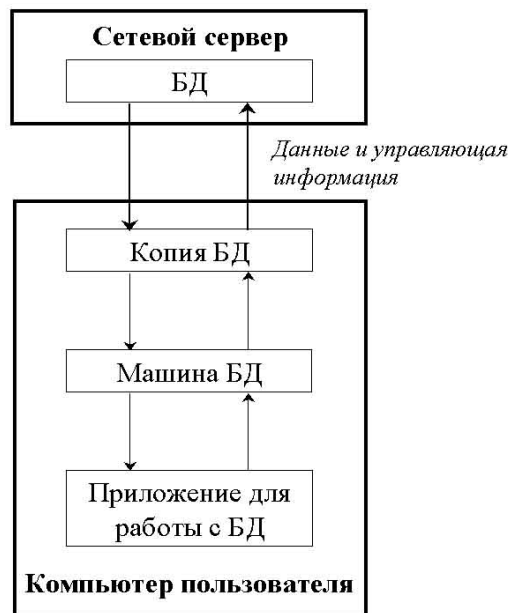 Сетевой сервер
БД
Данные и управляющая
информация
Копия БД
Машина БД
Приложение для
работы с БД
Компьютер пользователя